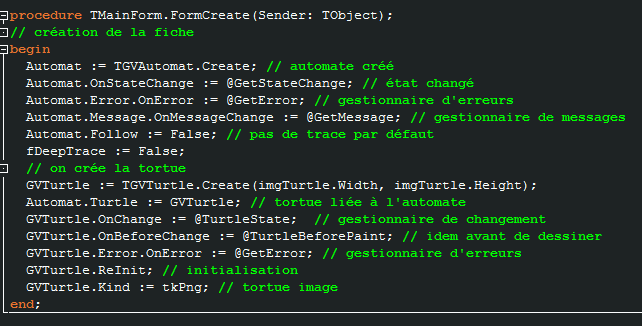 procedure TMainForm.FormCreate(Sender: TObject);
// création de la fiche
begin
  Automat := TGVAutomat.Create; // automate créé
  Automat.OnStateChange := @GetStateChange; // état changé
  Automat.Error.OnError := @GetError; // gestionnaire d'erreurs
  Automat.Message.OnMessageChange := @GetMessage; // gestionnaire de messages
  Automat.Follow := False; // pas de trace par défaut
  fDeepTrace := False;
  // on crée la tortue
  GVTurtle := TGVTurtle.Create(imgTurtle.Width, imgTurtle.Height);
  Automat.Turtle := GVTurtle; // tortue liée à l'automate
  GVTurtle.OnChange := @TurtleState;  // gestionnaire de changement
  GVTurtle.OnBeforeChange := @TurtleBeforePaint; // idem avant de dessiner
  GVTurtle.Error.OnError := @GetError; // gestionnaire d'erreurs
  GVTurtle.ReInit; // initialisation
  GVTurtle.Kind := tkPng; // tortue image
end;